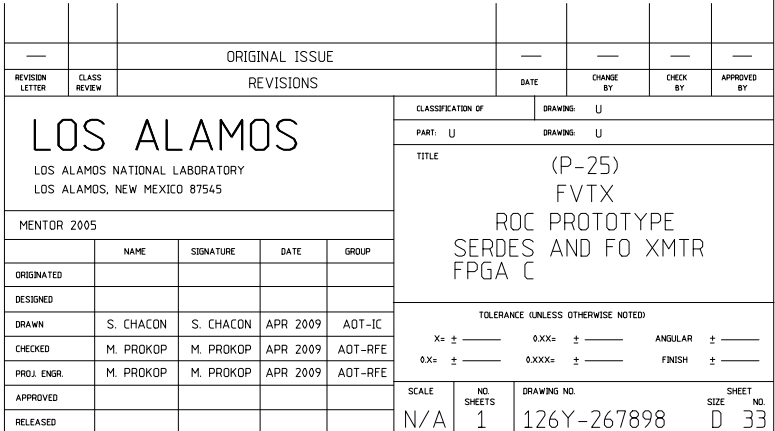 ORIGINAL ISSUE
REVISION LETTER CLASS REVIEW REVISIONS DATE CHANGE BY CHECK BY APPROVED BY
LOS ALAMOS
LOS ALAMOS NATIONAL LABORATORY
LOS ALAMOS, NEW MEXICO 87545
MENTOR 2005
NAME SIGNATURE DATE GROUP
ORIGINATED
DESIGNED
DRAWN S. CHACON S. CHACON APR 2009 AOT-IC
CHECKED M. PROKOP M. PROKOP APR 2009 AOT-RFE
PROJ. ENGR. M. PROKOP M. PROKOP APR 2009 AOT-RFE
APPROVED
RELEASED
CLASSIFICATION OF DRAWING: U
PART: U DRAWING: U
TITLE
(P-25)
FVTX
ROC PROTOTYPE
SERDES AND FO XMTR
FPGA C
TOLERANCE (UNLESS OTHERWISE NOTED)
X= ± 0.XX= ± ANGULAR ±
0.X= ± 0.XXX= ± FINISH ±
SCALE NO. SHEETS DRAWING NO. SIZE SHEET NO.
N/A 1 126Y-267898 D 33